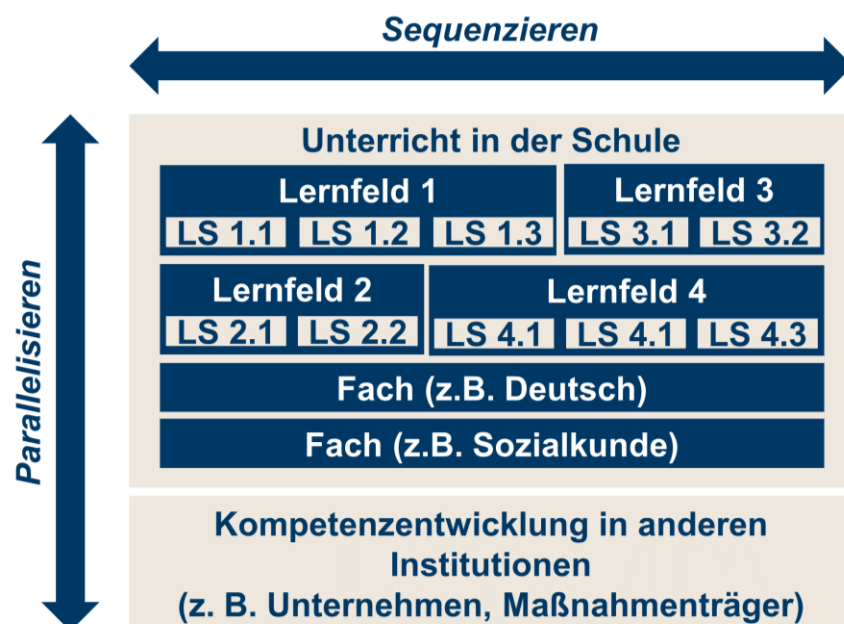 Sequenzieren
Parallelisieren
Unterricht in der Schule
Lernfeld 1
LS 1.1 LS 1.2 LS 1.3
Lernfeld 3
LS 3.1 LS 3.2
Lernfeld 2
LS 2.1 LS 2.2
Lernfeld 4
LS 4.1 LS 4.1 LS 4.3
Fach (z.B. Deutsch)
Fach (z.B. Sozialkunde)
Kompetenzentwicklung in anderen
Institutionen
(z. B. Unternehmen, Maßnahmenträger)